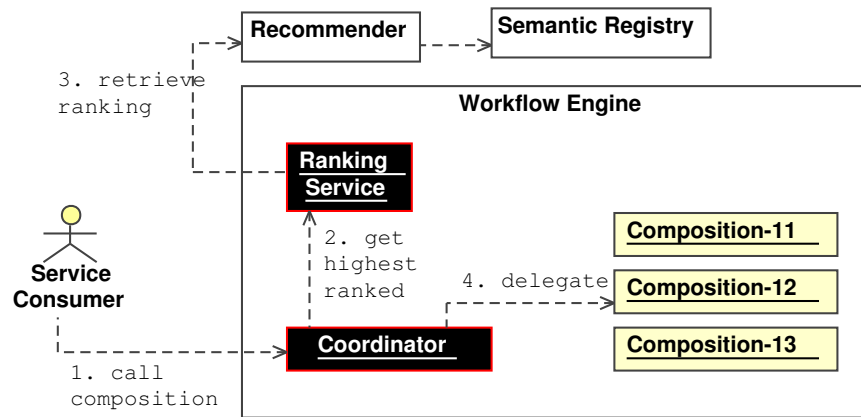 Recommender
Semantic Registry
3. retrieve
ranking
Workflow Engine
Ranking
Service
2. get
highest
ranked
Composition-11
4. delegate
Composition-12
Service
Consumer
Coordinator
Composition-13
1. call
composition